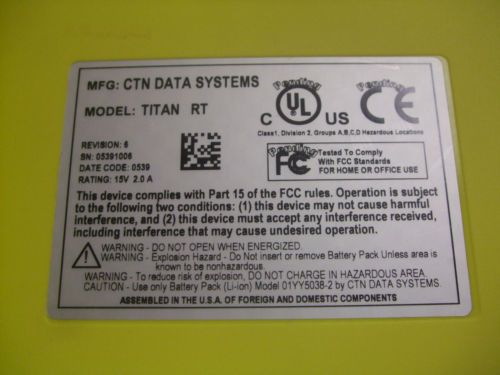 MFG: CTN DATA SYSTEMS
MODEL: TITAN RT
Pending
C UL US
Pending
CE
Class1, Division 2, Groups A,B,C,D Hazardous Locations
REVISION: 6
SN: 05391006
DATE CODE: 0539
RATING: 15V 2.0 A
Pending
FC
Tested To Comply
With FCC Standards
FOR HOME OR OFFICE USE
This device complies with Part 15 of the FCC rules. Operation is subject
to the following two conditions: (1) this device may not cause harmful
interference, and (2) this device must accept any interference received,
including interference that may cause undesired operation.
WARNING - DO NOT OPEN WHEN ENERGIZED.
WARNING - Explosion Hazard - Do not insert or remove Battery Pack Unless area is
known to be nonhazardous.
WARNING - To reduce risk of explosion, DO NOT CHARGE IN HAZARDOUS AREA.
CAUTION - Use only Battery Pack (Li-ion) Model 01YY5038-2 by CTN DATA SYSTEMS.
ASSEMBLED IN THE U.S.A. OF FOREIGN AND DOMESTIC COMPONENTS